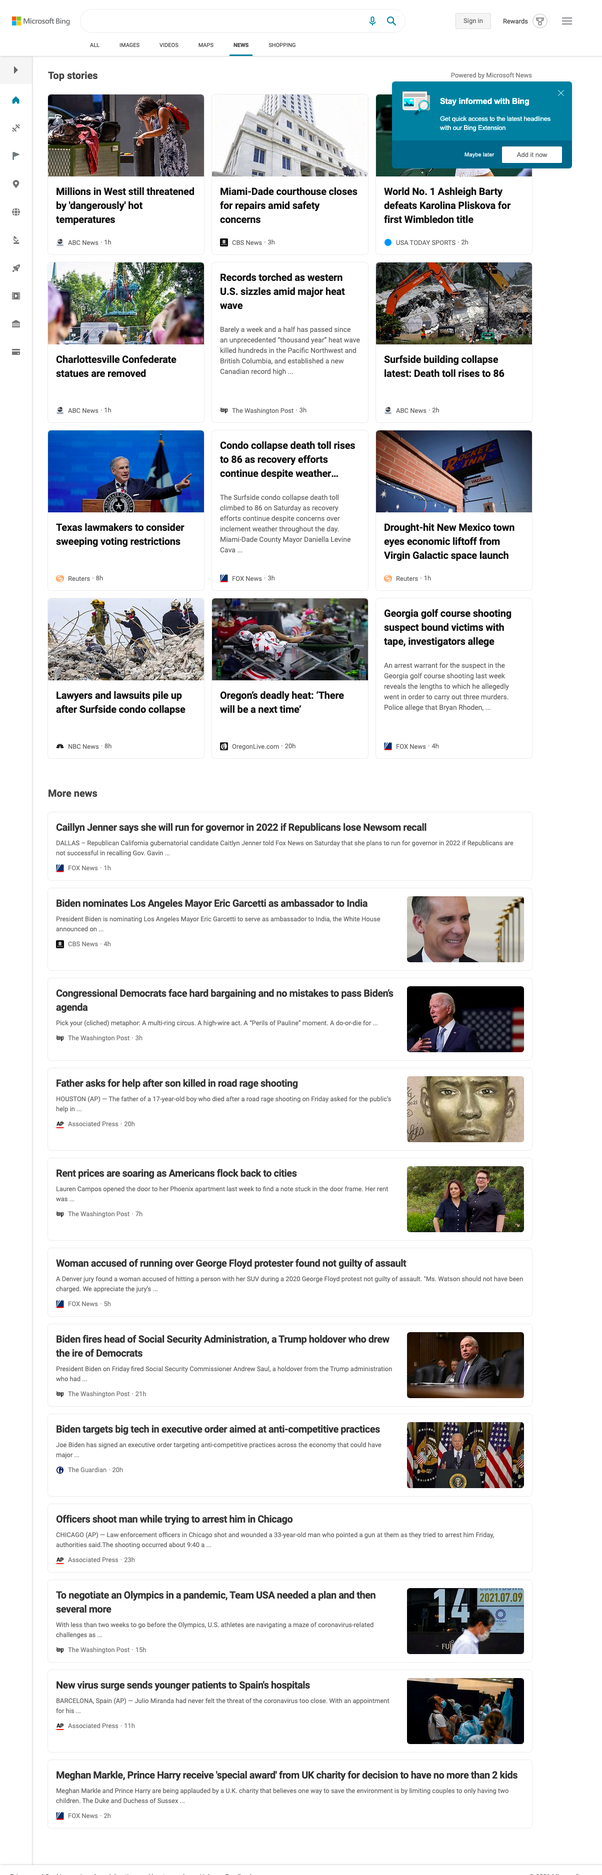 Microsoft Bing
Sign in
Rewards
ALL
IMAGES
VIDEOS
MAPS
NEWS
SHOPPING
Top stories
Powered by Microsoft News
Stay informed with Bing
Get quick access to the latest headlines
with our Bing Extension
Maybe later
Add it now
Millions in West still threatened
by 'dangerously' hot
temperatures
ABC News · 1h
Miami-Dade courthouse closes
for repairs amid safety
concerns
CBS News · 3h
World No. 1 Ashleigh Barty
defeats Karolina Pliskova for
first Wimbledon title
USA TODAY SPORTS · 2h
Charlottesville Confederate
statues are removed
ABC News · 1h
Records torched as western
U.S. sizzles amid major heat
wave
Barely a week and a half has passed since
an unprecedented "thousand year" heat wave
killed hundreds in the Pacific Northwest and
British Columbia, and established a new
Canadian record high ...
The Washington Post · 3h
Surfside building collapse
latest: Death toll rises to 86
ABC News · 2h
Texas lawmakers to consider
sweeping voting restrictions
Reuters · 8h
Condo collapse death toll rises
to 86 as recovery efforts
continue despite weather...
The Surfside condo collapse death toll
climbed to 86 on Saturday as recovery
efforts continue despite concerns over
inclement weather throughout the day.
Miami-Dade County Mayor Daniella Levine
Cava ...
FOX News · 3h
ROCKET
INN
Drought-hit New Mexico town
eyes economic liftoff from
Virgin Galactic space launch
Reuters · 1h
Lawyers and lawsuits pile up
after Surfside condo collapse
NBC News · 8h
Oregon's deadly heat: 'There
will be a next time'
OregonLive.com · 20h
Georgia golf course shooting
suspect bound victims with
tape, investigators allege
An arrest warrant for the suspect in the
Georgia golf course shooting last week
reveals the lengths to which he allegedly
went in order to carry out three murders.
Police allege that Bryan Rhoden, ...
FOX News · 4h
More news
Caillyn Jenner says she will run for governor in 2022 if Republicans lose Newsom recall
DALLAS – Republican California gubernatorial candidate Caitlyn Jenner told Fox News on Saturday that she plans to run for governor in 2022 if Republicans are
not successful in recalling Gov. Gavin ...
FOX News · 1h
Biden nominates Los Angeles Mayor Eric Garcetti as ambassador to India
President Biden is nominating Los Angeles Mayor Eric Garcetti to serve as ambassador to India, the White House
announced on ...
CBS News · 4h
Congressional Democrats face hard bargaining and no mistakes to pass Biden's
agenda
Pick your (cliched) metaphor: A multi-ring circus. A high-wire act. A "Perils of Pauline" moment. A do-or-die for ...
The Washington Post · 3h
Father asks for help after son killed in road rage shooting
HOUSTON (AP) — The father of a 17-year-old boy who died after a road rage shooting on Friday asked for the public's
help in ...
AP Associated Press · 20h
Rent prices are soaring as Americans flock back to cities
Lauren Campos opened the door to her Phoenix apartment last week to find a note stuck in the door frame. Her rent
was ...
The Washington Post · 7h
Woman accused of running over George Floyd protester found not guilty of assault
A Denver jury found a woman accused of hitting a person with her SUV during a 2020 George Floyd protest not guilty of assault. "Ms. Watson should not have been
charged. We appreciate the jury's ...
FOX News · 5h
Biden fires head of Social Security Administration, a Trump holdover who drew
the ire of Democrats
President Biden on Friday fired Social Security Commissioner Andrew Saul, a holdover from the Trump administration
who had ...
The Washington Post · 21h
Biden targets big tech in executive order aimed at anti-competitive practices
Joe Biden has signed an executive order targeting anti-competitive practices across the economy that could have
major ...
The Guardian · 20h
Officers shoot man while trying to arrest him in Chicago
CHICAGO (AP) — Law enforcement officers in Chicago shot and wounded a 33-year-old man who pointed a gun at them as they tried to arrest him Friday,
authorities said.The shooting occurred about 9:40 a ...
AP Associated Press · 23h
To negotiate an Olympics in a pandemic, Team USA needed a plan and then
several more
With less than two weeks to go before the Olympics, U.S. athletes are navigating a maze of coronavirus-related
challenges as ...
The Washington Post · 15h
14
2021.07.09
New virus surge sends younger patients to Spain's hospitals
BARCELONA, Spain (AP) — Julio Miranda had never felt the threat of the coronavirus too close. With an appointment
for his ...
AP Associated Press · 11h
Meghan Markle, Prince Harry receive 'special award' from UK charity for decision to have no more than 2 kids
Meghan Markle and Prince Harry are being applauded by a U.K. charity that believes one way to save the environment is by limiting couples to only having two
children. The Duke and Duchess of Sussex ...
FOX News · 2h